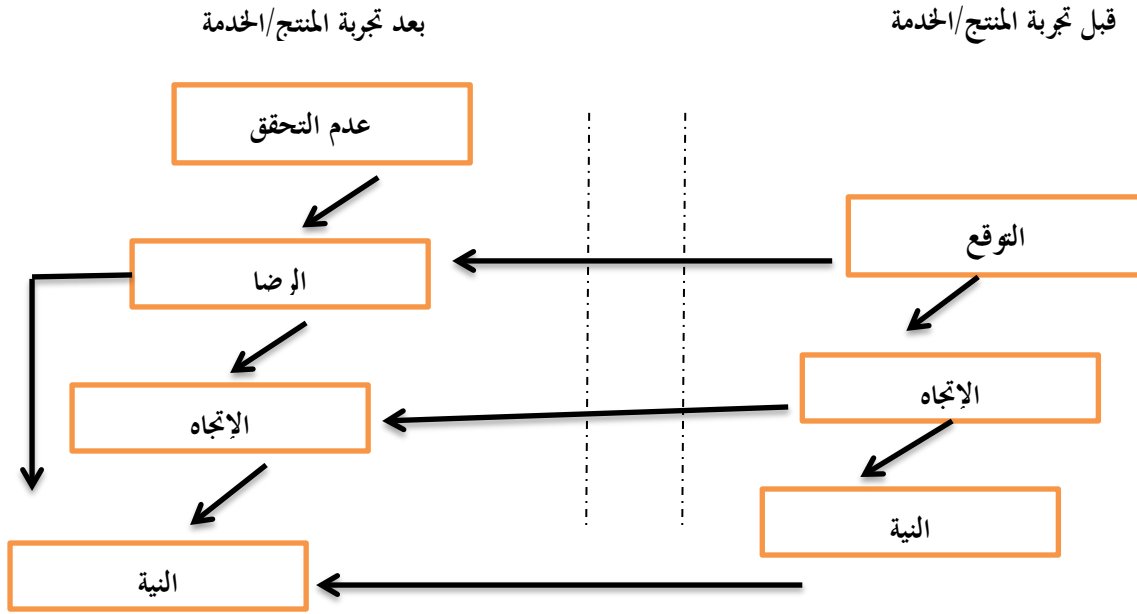 قبل تجربة المنتج/الخدمة
بعد تجربة المنتج/الخدمة
التوقع
الإتجاه
النية
عدم التحقق
الرضا
الإتجاه
النية